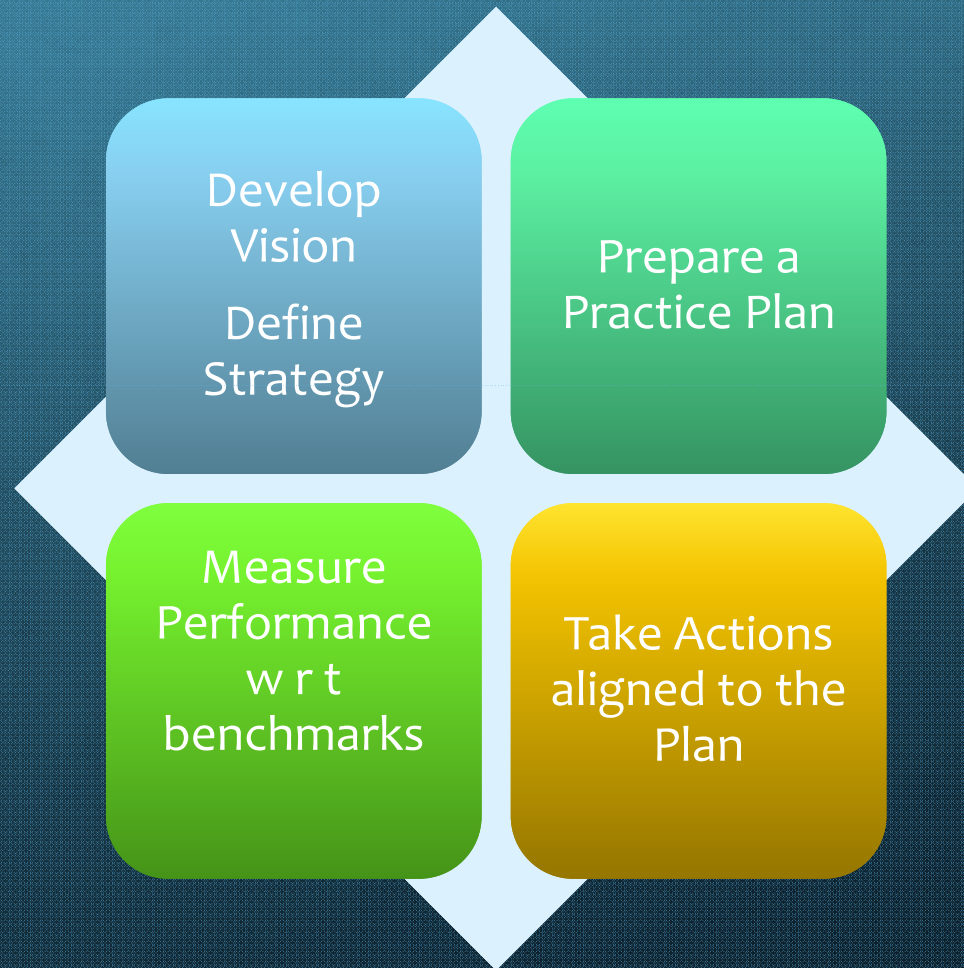 Develop
Vision
Define
Strategy
Prepare a
Practice Plan
Measure
Performance
w r t
benchmarks
Take Actions
aligned to the
Plan